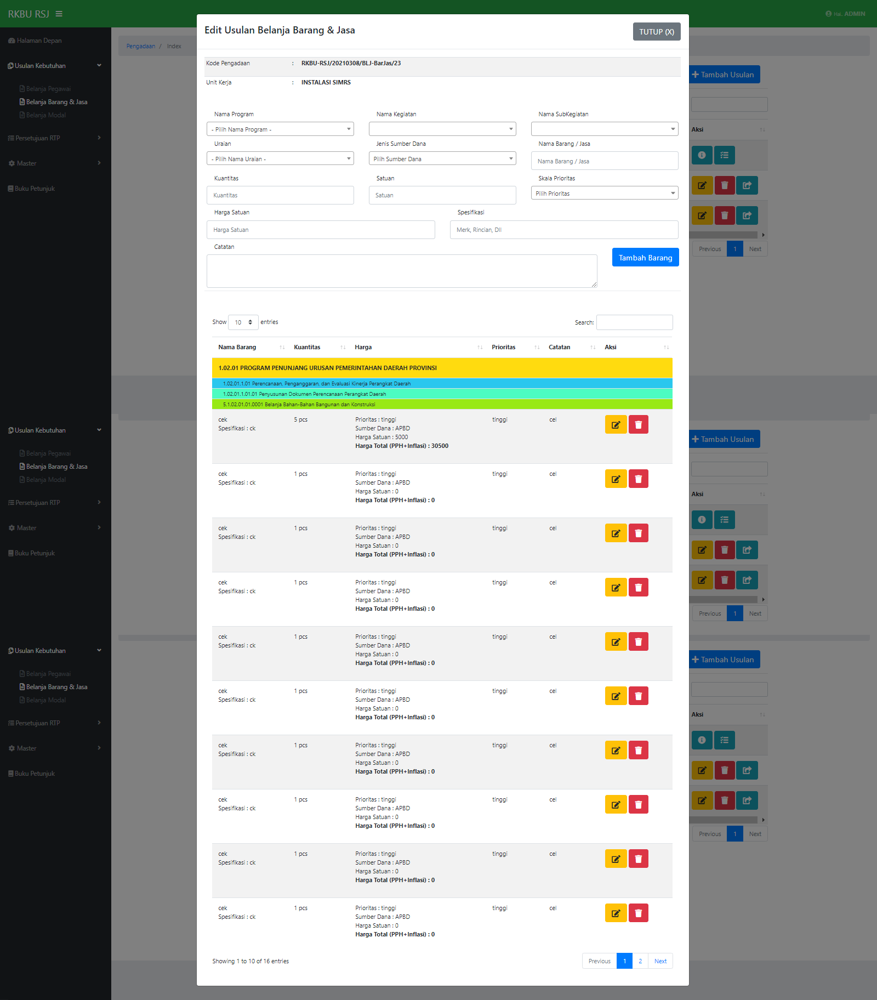 RKBU RSJ
Hai.. ADMIN
Halaman Depan
Usulan Kebutuhan
Belanja Pegawai
Belanja Barang & Jasa
Belanja Modal
Persetujuan RTP
Master
Buku Petunjuk
Pengadaan / Index
Tambah Usulan
Aksi
Previous 1 Next
Edit Usulan Belanja Barang & Jasa
TUTUP (X)
Kode Pengadaan : RKBU-RSJ/20210308/BLJ-BarJas/23
Unit Kerja : INSTALASI SIMRS
Nama Program Nama Kegiatan Nama SubKegiatan
- Pilih Nama Program -
Uraian Jenis Sumber Dana Nama Barang / Jasa
- Pilih Nama Uraian - Pilih Sumber Dana Nama Barang / Jasa
Kuantitas Satuan Skala Prioritas
Kuantitas Satuan Pilih Prioritas
Harga Satuan Spesifikasi
Harga Satuan Merk, Rincian, Dll
Catatan
Tambah Barang
Show 10 entries Search:
Nama Barang Kuantitas Harga Prioritas Catatan Aksi
1.02.01 PROGRAM PENUNJANG URUSAN PEMERINTAHAN DAERAH PROVINSI
1.02.01.1.01 Perencanaan, Penganggaran, dan Evaluasi Kinerja Perangkat Daerah
1.02.01.1.01.01 Penyusunan Dokumen Perencanaan Perangkat Daerah
5.1.02.01.01.0001 Belanja Bahan-Bahan Bangunan dan Konstruksi
cek 5 pcs Prioritas : tinggi tinggi cel
Spesifikasi : ck Sumber Dana : APBD
Harga Satuan : 5000
Harga Total (PPH+Inflasi) : 30500
cek 1 pcs Prioritas : tinggi tinggi cel
Spesifikasi : ck Sumber Dana : APBD
Harga Satuan : 0
Harga Total (PPH+Inflasi) : 0
cek 1 pcs Prioritas : tinggi tinggi cel
Spesifikasi : ck Sumber Dana : APBD
Harga Satuan : 0
Harga Total (PPH+Inflasi) : 0
cek 1 pcs Prioritas : tinggi tinggi cel
Spesifikasi : ck Sumber Dana : APBD
Harga Satuan : 0
Harga Total (PPH+Inflasi) : 0
cek 1 pcs Prioritas : tinggi tinggi cel
Spesifikasi : ck Sumber Dana : APBD
Harga Satuan : 0
Harga Total (PPH+Inflasi) : 0
cek 1 pcs Prioritas : tinggi tinggi cel
Spesifikasi : ck Sumber Dana : APBD
Harga Satuan : 0
Harga Total (PPH+Inflasi) : 0
cek 1 pcs Prioritas : tinggi tinggi cel
Spesifikasi : ck Sumber Dana : APBD
Harga Satuan : 0
Harga Total (PPH+Inflasi) : 0
cek 1 pcs Prioritas : tinggi tinggi cel
Spesifikasi : ck Sumber Dana : APBD
Harga Satuan : 0
Harga Total (PPH+Inflasi) : 0
cek 1 pcs Prioritas : tinggi tinggi cel
Spesifikasi : ck Sumber Dana : APBD
Harga Satuan : 0
Harga Total (PPH+Inflasi) : 0
cek 1 pcs Prioritas : tinggi tinggi cel
Spesifikasi : ck Sumber Dana : APBD
Harga Satuan : 0
Harga Total (PPH+Inflasi) : 0
Showing 1 to 10 of 16 entries Previous 1 2 Next
Usulan Kebutuhan
Belanja Pegawai
Belanja Barang & Jasa
Belanja Modal
Persetujuan RTP
Master
Buku Petunjuk
Tambah Usulan
Aksi
Previous 1 Next
Usulan Kebutuhan
Belanja Pegawai
Belanja Barang & Jasa
Belanja Modal
Persetujuan RTP
Master
Buku Petunjuk
Tambah Usulan
Aksi
Previous 1 Next